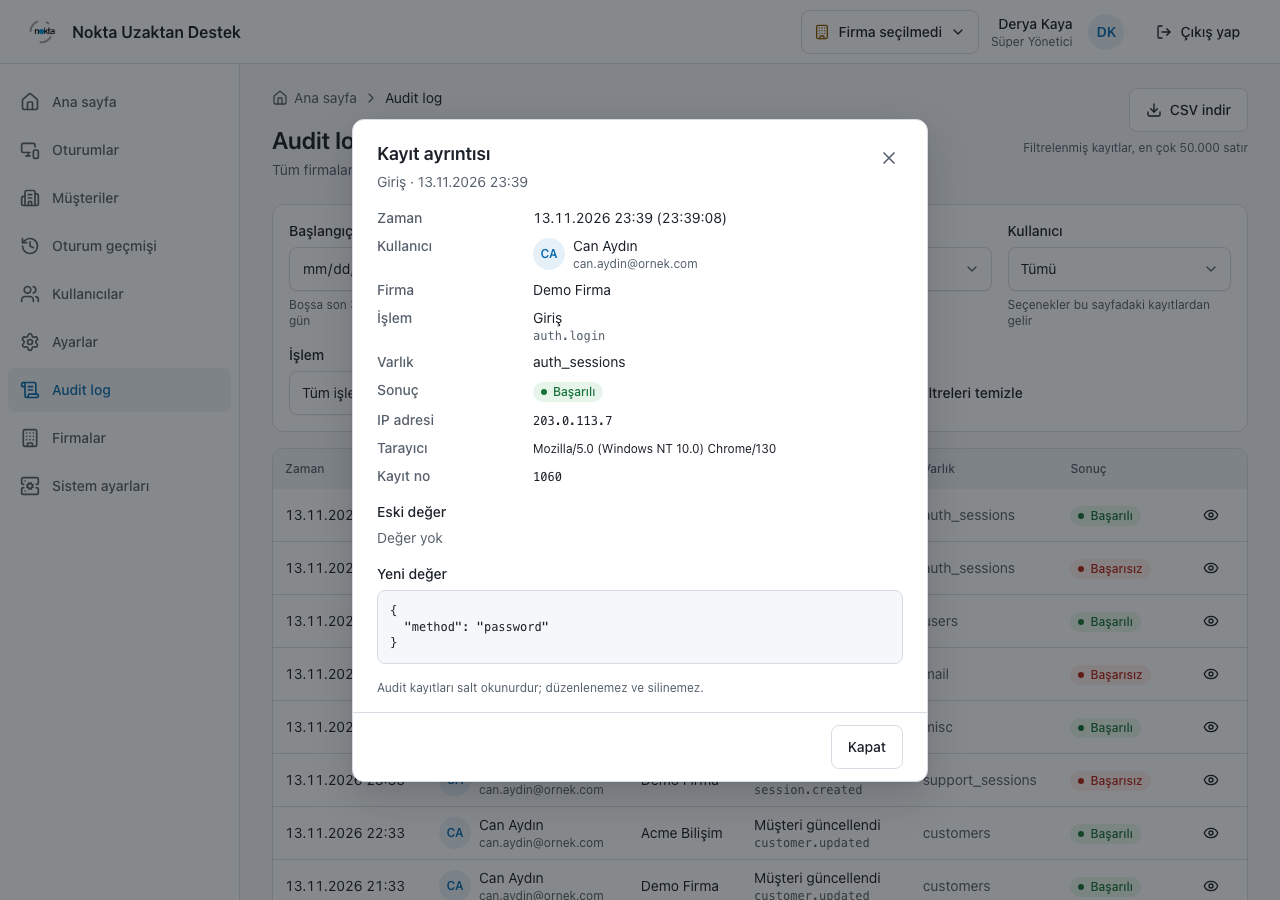 nokta
Nokta Uzaktan Destek
Firma seçilmedi
Derya Kaya
Süper Yönetici
DK
Çıkış yap
Ana sayfa
Oturumlar
Müşteriler
Oturum geçmişi
Kullanıcılar
Ayarlar
Audit log
Firmalar
Sistem ayarları
Ana sayfa
Audit log
CSV indir
Filtrelenmiş kayıtlar, en çok 50.000 satır
Tüm firmalar
mm/dd
Boşsa son
gün
Kullanıcı
Tümü
Seçenekler bu sayfadaki kayıtlardan
gelir
İşlem
Kayıt ayrıntısı
Giriş · 13.11.2026 23:39
Zaman 13.11.2026 23:39 (23:39:08)
Kullanıcı CA Can Aydın
can.aydin@ornek.com
Firma Demo Firma
İşlem Giriş
auth.login
Varlık auth_sessions
Sonuç Başarılı
IP adresi 203.0.113.7
Tarayıcı Mozilla/5.0 (Windows NT 10.0) Chrome/130
Kayıt no 1060
Eski değer
Değer yok
Yeni değer
{
"method": "password"
}
Audit kayıtları salt okunurdur; düzenlenemez ve silinemez.
Kapat
temizle
Zaman Sonuç
Başarılı
Başarısız
Başarılı
Başarısız
Başarılı
can.aydin@ornek.com session.created support_sessions Başarısız
13.11.2026 22:33 CA Can Aydın Acme Bilişim Müşteri güncellendi customers Başarılı
can.aydin@ornek.com customer.updated
13.11.2026 21:33 CA Can Aydın Demo Firma Müşteri güncellendi customers Başarılı
can.aydin@ornek.com customer.updated